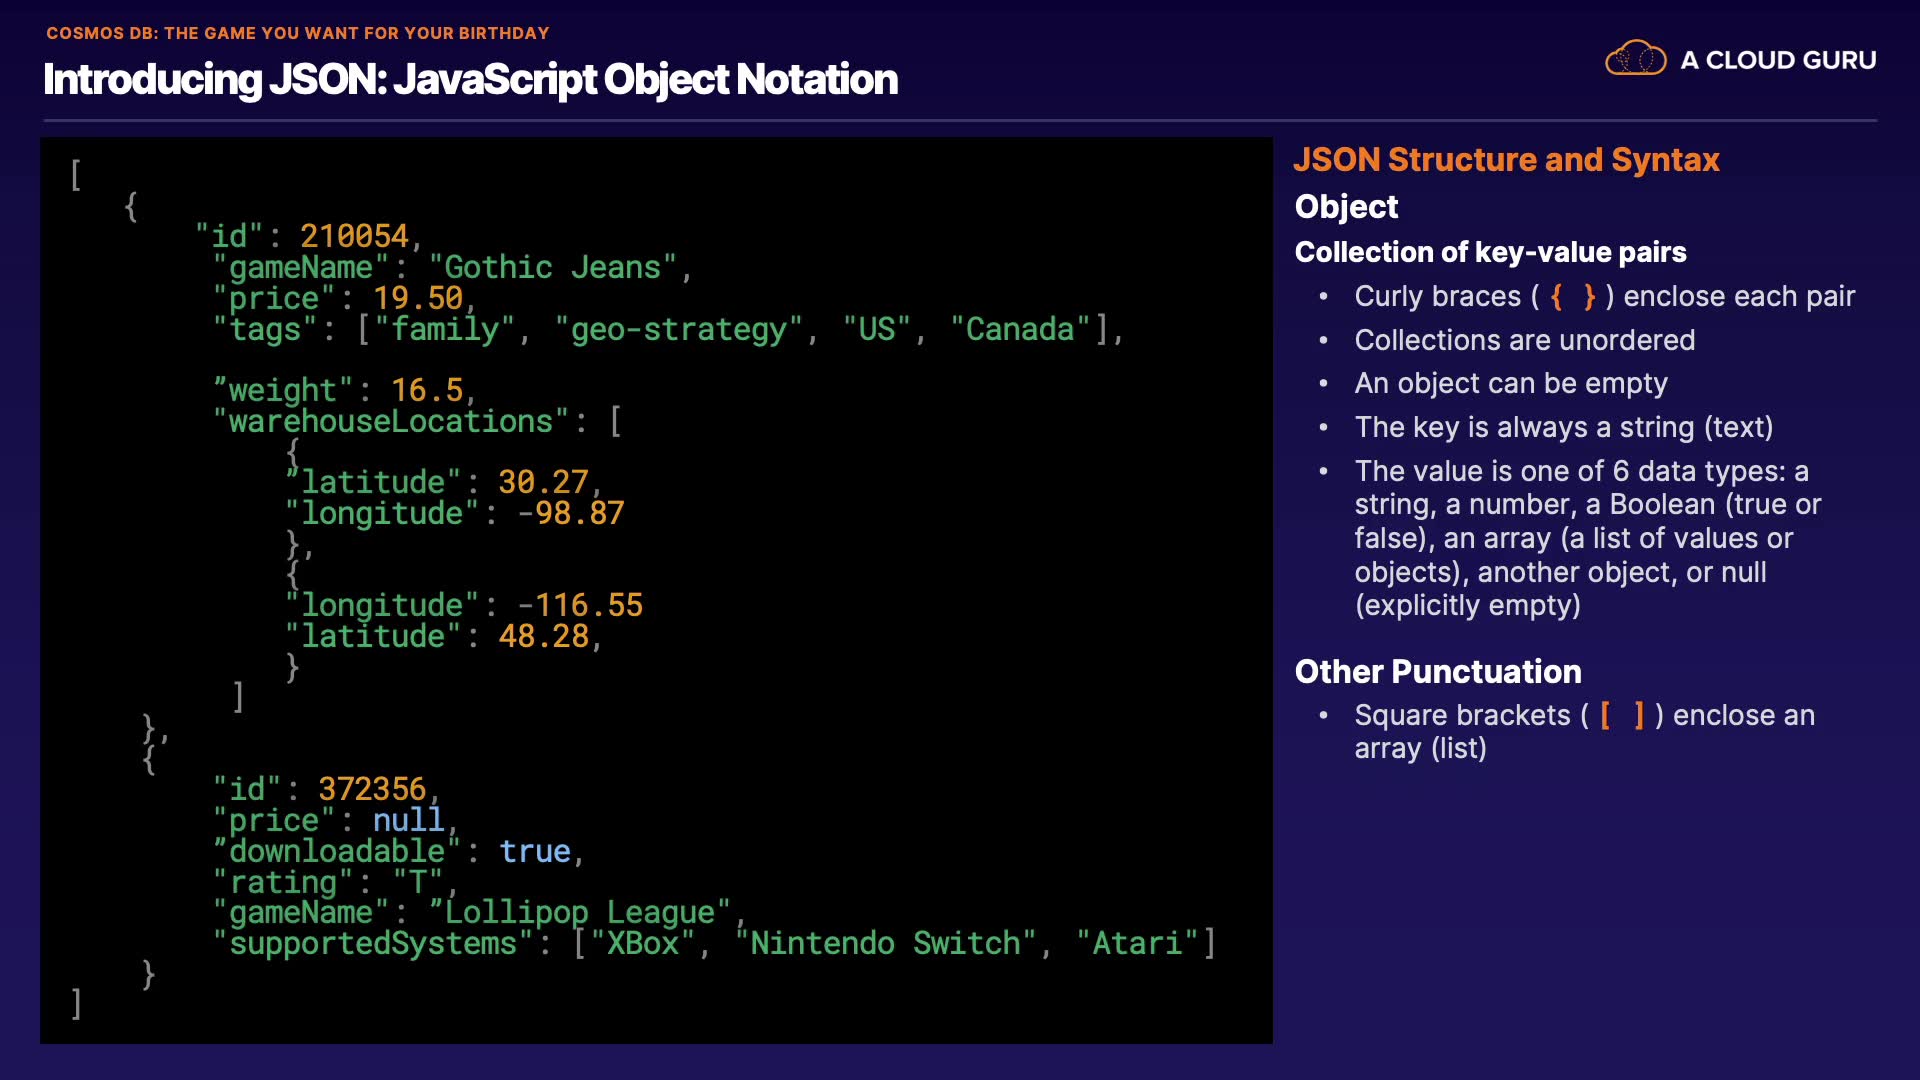 COSMOS DB: THE GAME YOU WANT FOR YOUR BIRTHDAY
Introducing JSON: JavaScript Object Notation
A CLOUD GURU
[
{
"id": 210054,
"gameName": "Gothic Jeans",
"price": 19.50,
"tags": ["family", "geo-strategy", "US", "Canada"],
”weight": 16.5,
"warehouseLocations": [
{
”latitude": 30.27,
"longitude": -98.87
},
{
"longitude": -116.55
"latitude": 48.28,
}
]
},
{
"id": 372356,
"price": null,
”downloadable": true,
"rating": "T",
"gameName": ”Lollipop League",
"supportedSystems": ["XBox", "Nintendo Switch", "Atari"]
}
]
JSON Structure and Syntax
Object
Collection of key-value pairs
• Curly braces ( { } ) enclose each pair
• Collections are unordered
• An object can be empty
• The key is always a string (text)
• The value is one of 6 data types: a
string, a number, a Boolean (true or
false), an array (a list of values or
objects), another object, or null
(explicitly empty)
Other Punctuation
• Square brackets ( [ ] ) enclose an
array (list)